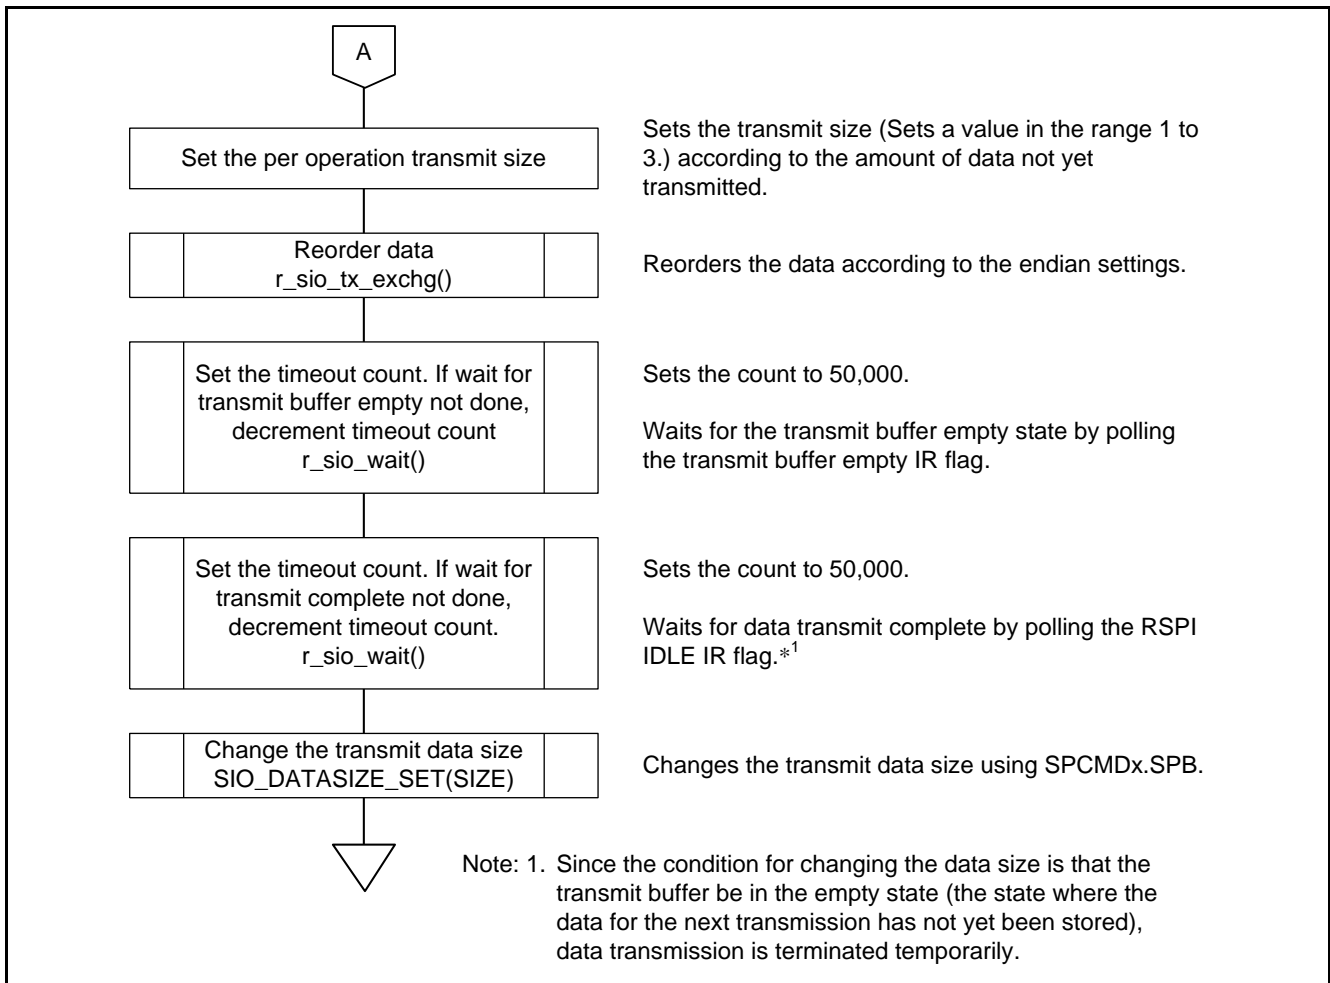 A
Set the per operation transmit size
Sets the transmit size (Sets a value in the range 1 to
3.) according to the amount of data not yet
transmitted.
Reorder data
r_sio_tx_exchg()
Reorders the data according to the endian settings.
Set the timeout count. If wait for
transmit buffer empty not done,
decrement timeout count
r_sio_wait()
Sets the count to 50,000.
Waits for the transmit buffer empty state by polling
the transmit buffer empty IR flag.
Set the timeout count. If wait for
transmit complete not done,
decrement timeout count.
r_sio_wait()
Sets the count to 50,000.
Waits for data transmit complete by polling the RSPI
IDLE IR flag.*1
Change the transmit data size
SIO_DATASIZE_SET(SIZE)
Changes the transmit data size using SPCMDx.SPB.
Note: 1. Since the condition for changing the data size is that the
transmit buffer be in the empty state (the state where the
data for the next transmission has not yet been stored),
data transmission is terminated temporarily.